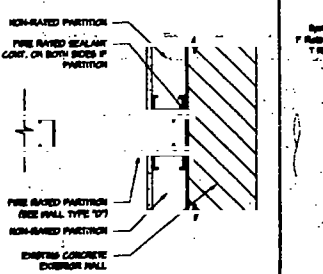 NON-RATED PARTITION
FIRE RATED SEALANT
CONT. ON BOTH SIDES OF
PARTITION
FIRE RATED PARTITION
(SEE WALL TYPE "D")
NON-RATED PARTITION
EXISTING CONCRETE
EXTERIOR WALL